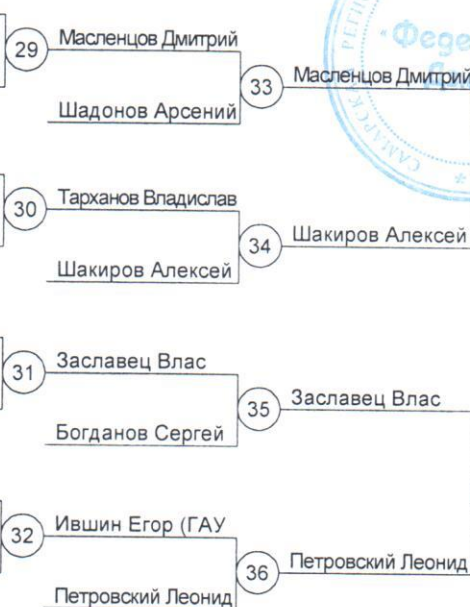 29
Масленцов Дмитрий
33
Масленцов Дмитрий
Шадонов Арсений
30
Тарханов Владислав
34
Шакиров Алексей
Шакиров Алексей
31
Заславец Влас
35
Заславец Влас
Богданов Сергей
32
Ившин Егор (ГАУ
36
Петровский Леонид
Петровский Леонид